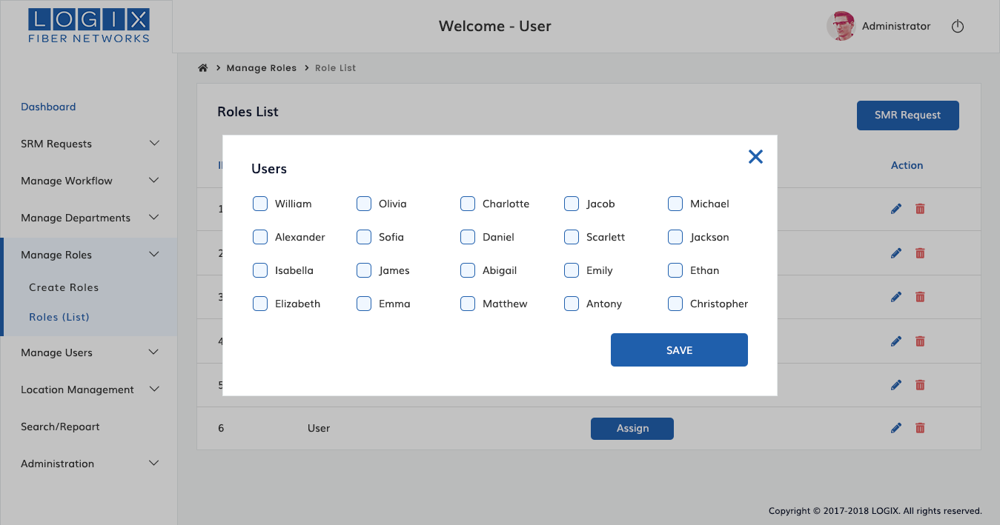 LOGIX
FIBER NETWORKS
Welcome - User
Administrator
Manage Roles
Role List
Dashboard
SRM Requests
Manage Workflow
Manage Departments
Manage Roles
Create Roles
Roles (List)
Manage Users
Location Management
Search/Repoart
Administration
Roles List
SMR Request
Action
Users
William Olivia Charlotte Jacob Michael
Alexander Sofia Daniel Scarlett Jackson
Isabella James Abigail Emily Ethan
Elizabeth Emma Matthew Antony Christopher
SAVE
1
2
3
4
5
6 User Assign
Copyright © 2017-2018 LOGIX. All rights reserved.